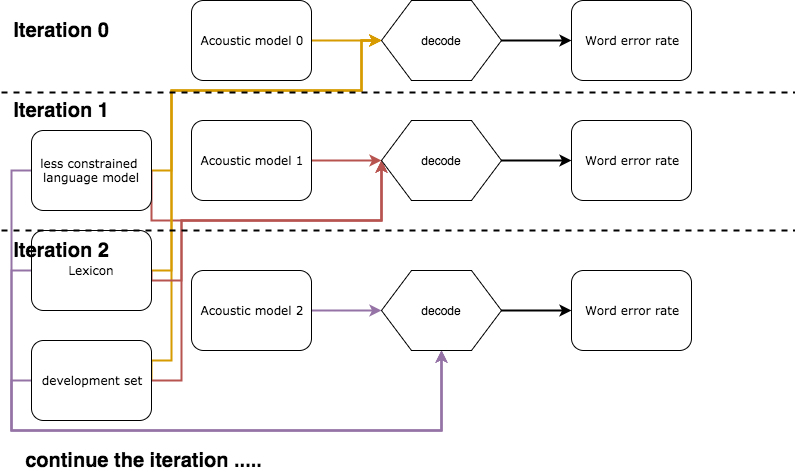 Iteration 0
Acoustic model 0
decode
Word error rate
Iteration 1
less constrained
language model
Acoustic model 1
decode
Word error rate
Iteration 2
Lexicon
Acoustic model 2
decode
Word error rate
development set
continue the iteration .....